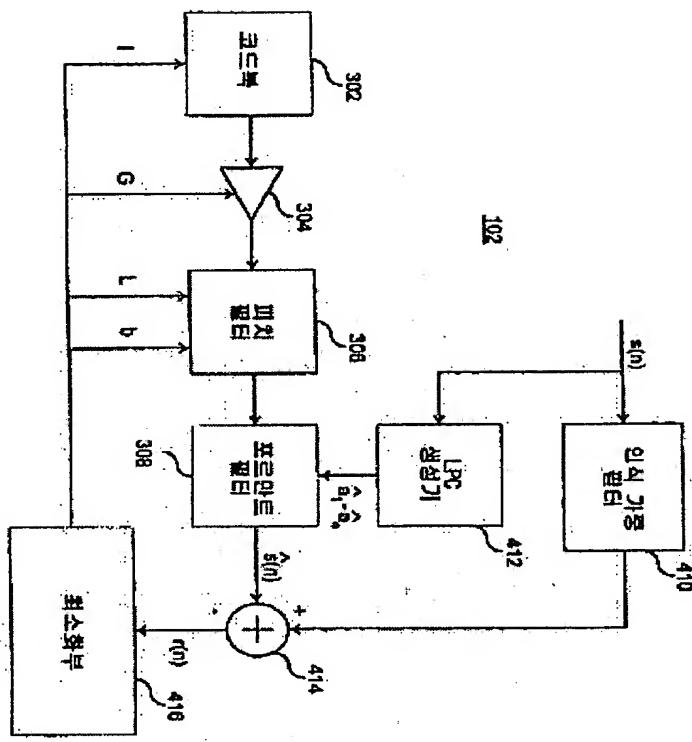 102
s(n)
인식 가중
필터
410
LPC
생성기
412
â₁-âₙ
코드북
302
304
피치
필터
306
포르만트
필터
308
ŝ(n)
+
-
414
r(n)
최소화부
416
I
G
L
b